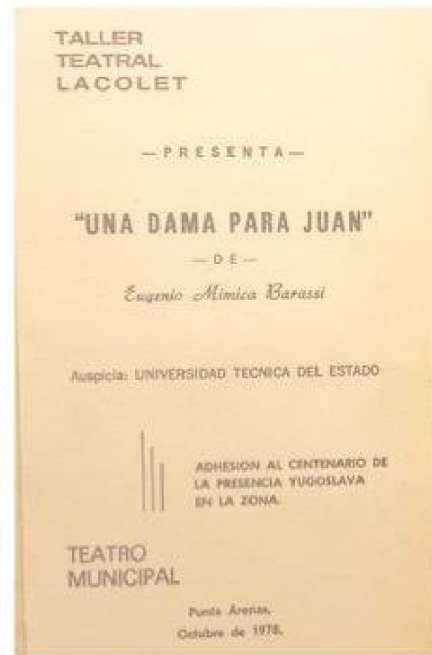 TALLER
TEATRAL
LACOLET
— PRESENTA —
"UNA DAMA PARA JUAN"
— DE —
Eugenio Mimica Barassi
Auspicia: UNIVERSIDAD TECNICA DEL ESTADO
ADHESION AL CENTENARIO DE
LA PRESENCIA YUGOSLAVA
EN LA ZONA.
TEATRO
MUNICIPAL
Punta Arenas,
Octubre de 1978.